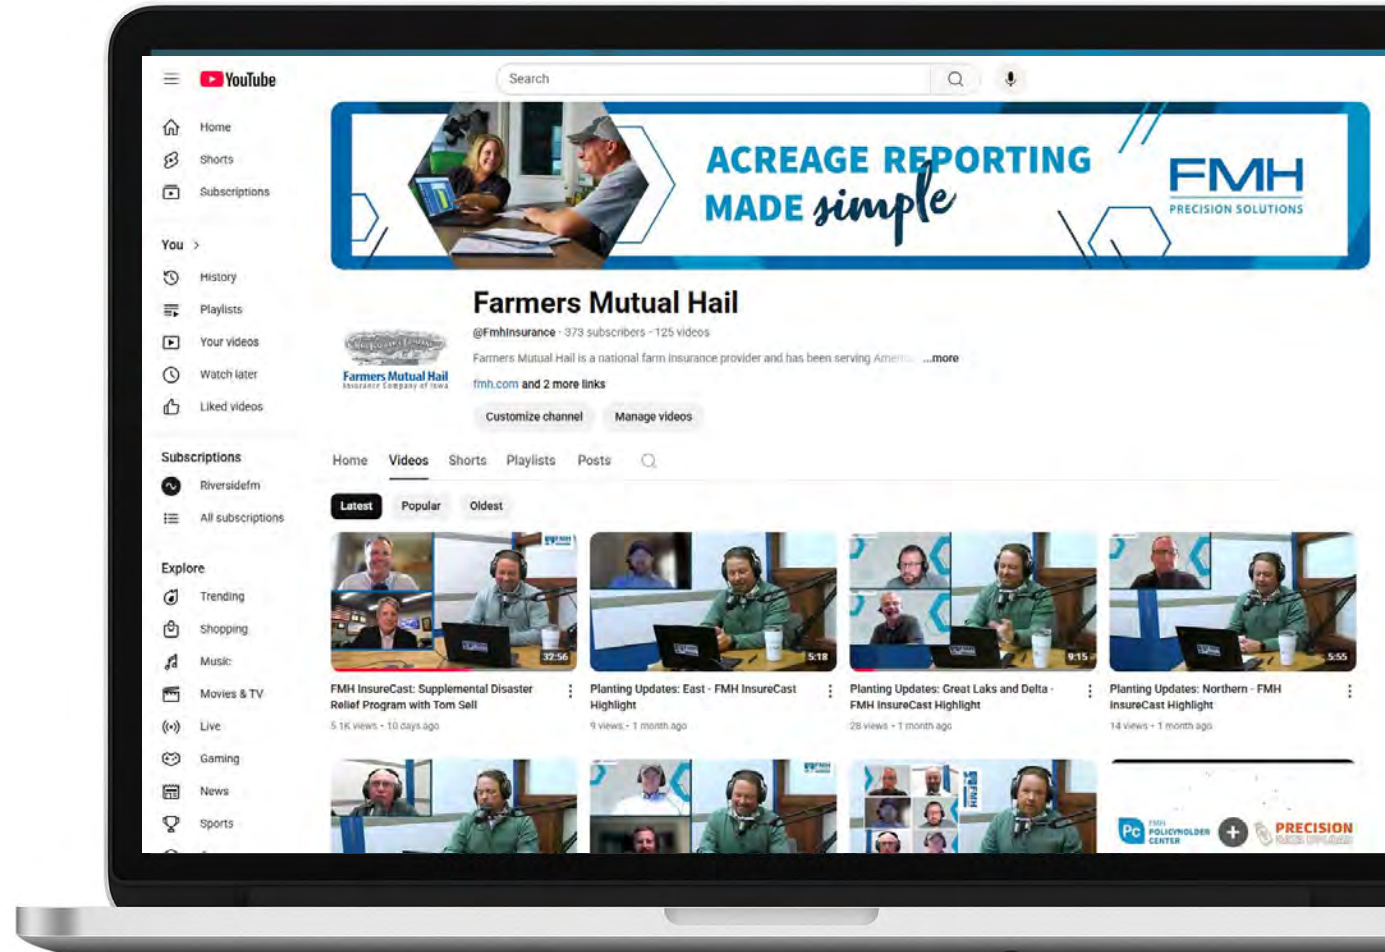 YouTube
Search
Home
Shorts
Subscriptions
You >
History
Playlists
Your videos
Watch later
Liked videos
Subscriptions
Riversidefm
All subscriptions
Explore
Trending
Shopping
Music
Movies & TV
Live
Gaming
News
Sports
ACREAGE REPORTING
MADE simple
FMH
PRECISION SOLUTIONS
Farmers Mutual Hail
Insurance Company of Iowa
Farmers Mutual Hail
@FmhInsurance · 373 subscribers · 125 videos
Farmers Mutual Hail is a national farm insurance provider and has been serving Ameri ...more
fmh.com and 2 more links
Customize channel
Manage videos
Home Videos Shorts Playlists Posts
Latest Popular Oldest
32:56
5:18
9:15
5:55
FMH InsureCast: Supplemental Disaster
Relief Program with Tom Sell
5.1K views • 10 days ago
Planting Updates: East - FMH InsureCast
Highlight
9 views • 1 month ago
Planting Updates: Great Laks and Delta -
FMH InsureCast Highlight
28 views • 1 month ago
Planting Updates: Northern - FMH
InsureCast Highlight
14 views • 1 month ago
FMH
Pc
FMH
POLICYHOLDER
CENTER
+
PRECISION